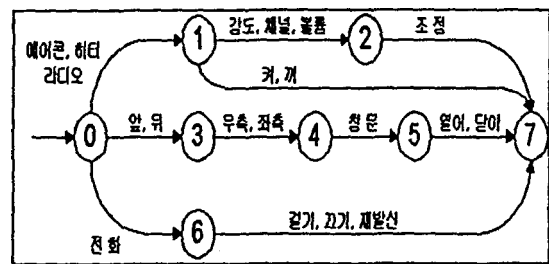 에어콘, 히터
라디오
강도, 채널, 볼륨
조정
켜, 꺼
앞, 뒤
우측, 좌측
창문
열어, 닫아
전화
걸기, 끄기, 재발신
0
1
2
3
4
5
6
7